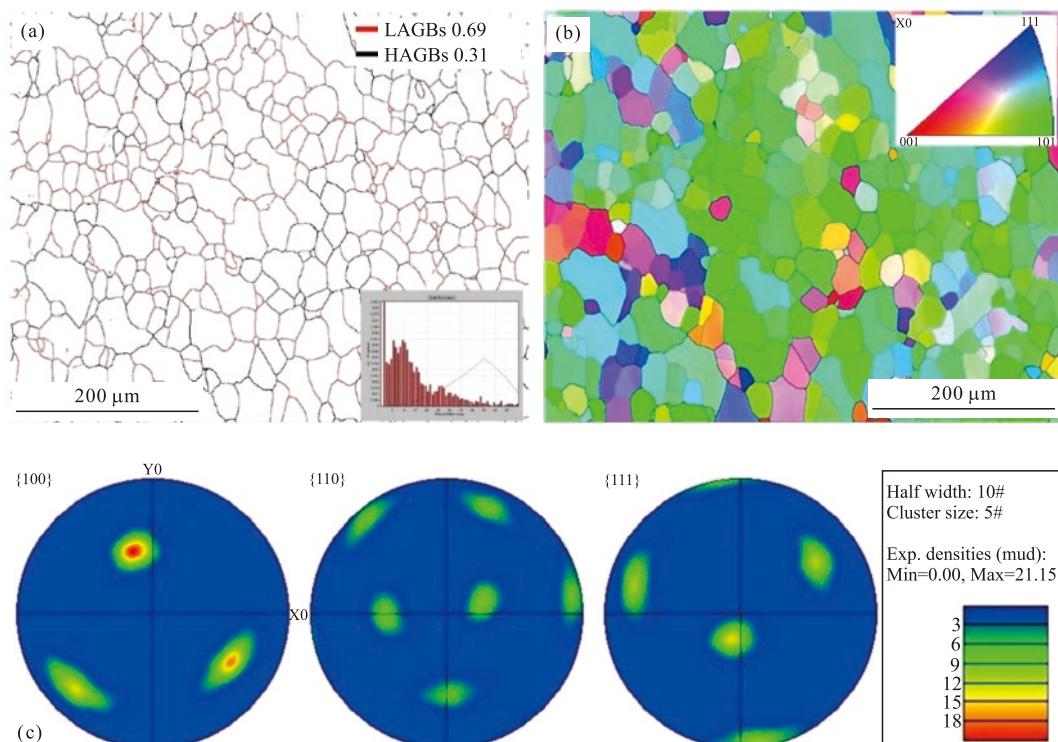 (a)
LAGBs 0.69
HAGBs 0.31
200 μm
(b)
X0
111
001
101
200 μm
{100}
Y0
X0
{110}
{111}
Half width: 10#
Cluster size: 5#
Exp. densities (mud):
Min=0.00, Max=21.15
3
6
9
12
15
18
(c)